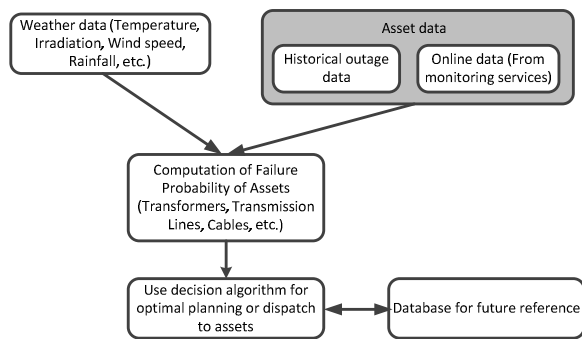 Weather data (Temperature,
Irradiation, Wind speed,
Rainfall, etc.)
Asset data
Historical outage
data
Online data (From
monitoring services)
Computation of Failure
Probability of Assets
(Transformers, Transmission
Lines, Cables, etc.)
Use decision algorithm for
optimal planning or dispatch
to assets
Database for future reference